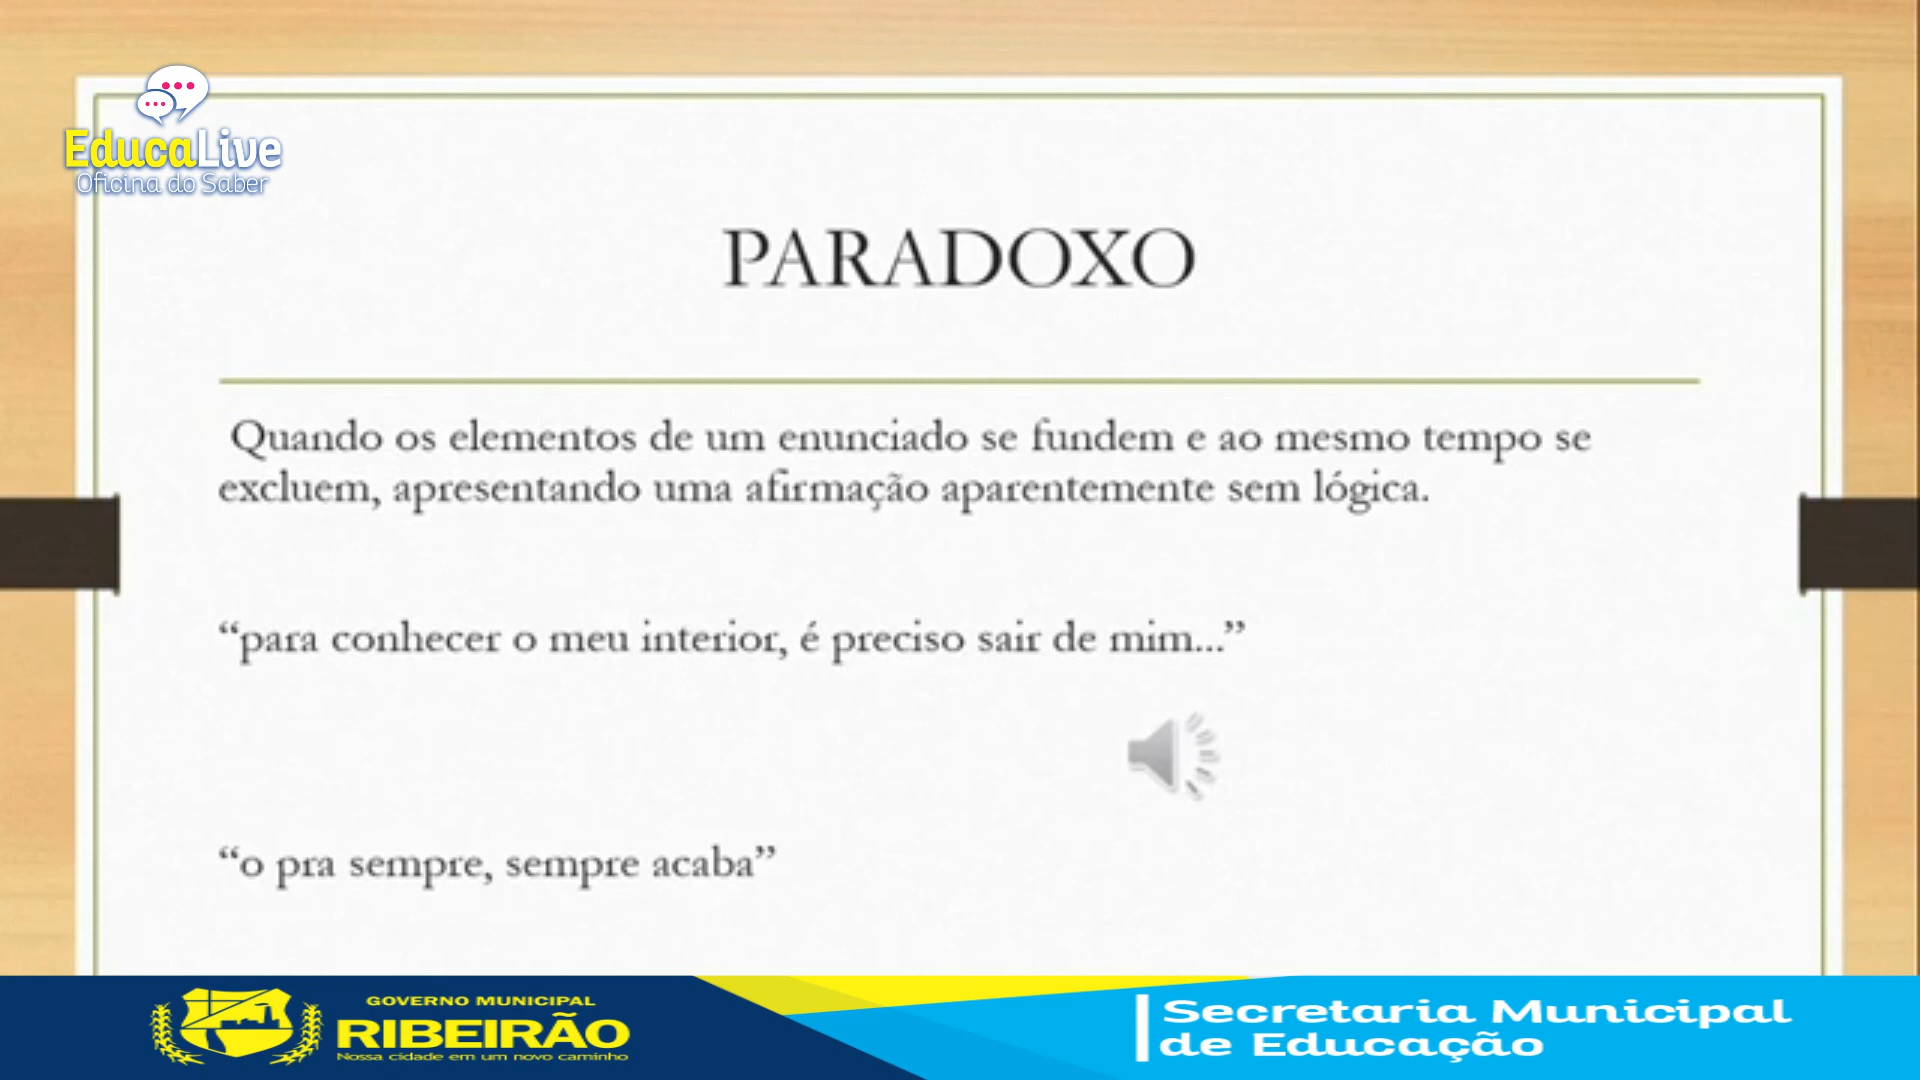 EducaLive
Oficina do Saber
PARADOXO
Quando os elementos de um enunciado se fundem e ao mesmo tempo se
excluem, apresentando uma afirmação aparentemente sem lógica.
“para conhecer o meu interior, é preciso sair de mim...”
“o pra sempre, sempre acaba”
GOVERNO MUNICIPAL
RIBEIRÃO
Nossa cidade em um novo caminho
Secretaria Municipal
de Educação